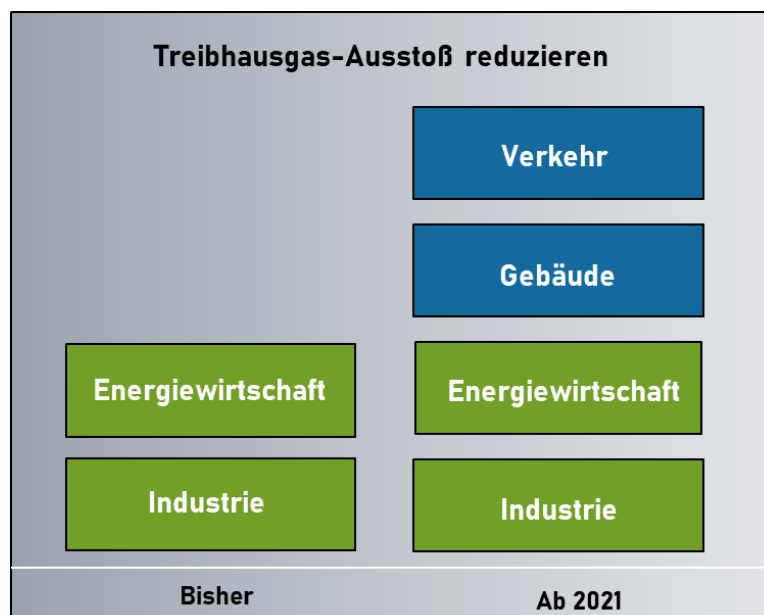 Treibhausgas-Ausstoß reduzieren
Verkehr
Gebäude
Energiewirtschaft
Energiewirtschaft
Industrie
Industrie
Bisher
Ab 2021